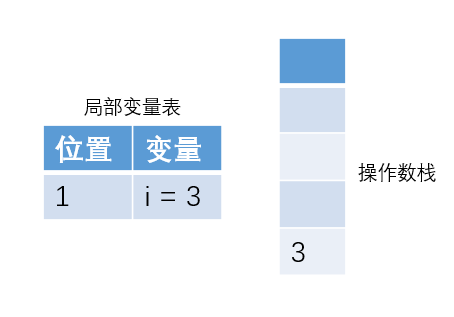 局部变量表
位置 变量
1 i = 3
操作数栈
3